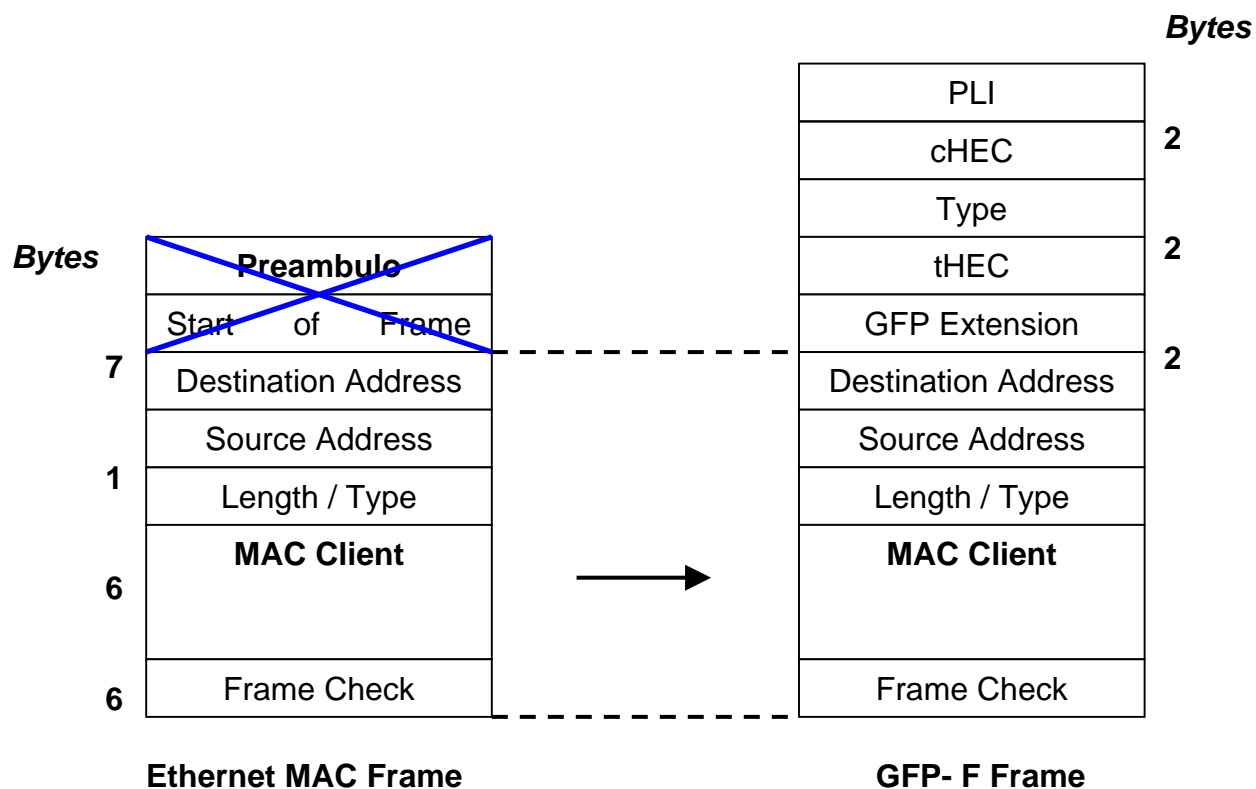 Bytes
PLI
2
cHEC
Type
Bytes
Preambulo
tHEC
2
Start of Frame
GFP Extension
7
Destination Address
Destination Address
2
Source Address
Source Address
1
Length / Type
Length / Type
MAC Client
MAC Client
6
6
Frame Check
Frame Check
Ethernet MAC Frame
GFP- F Frame